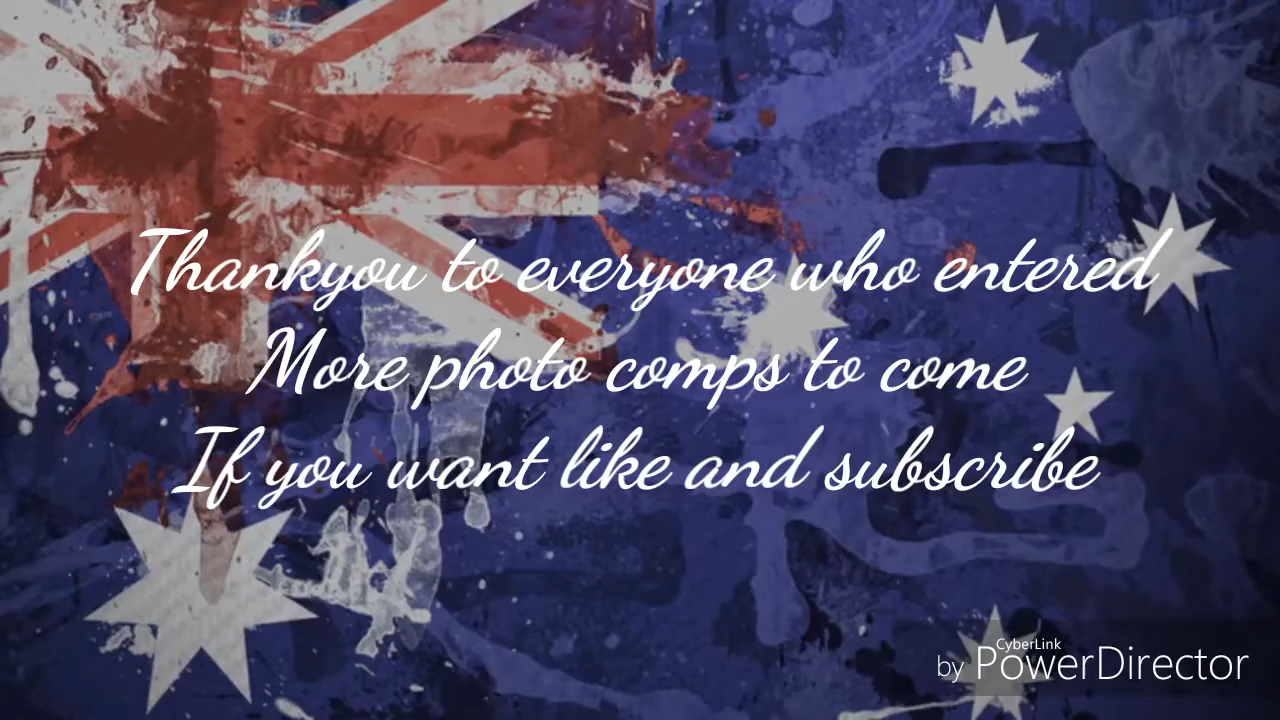 Thankyou to everyone who entered
More photo comps to come
If you want like and subscribe
CyberLink
by PowerDirector